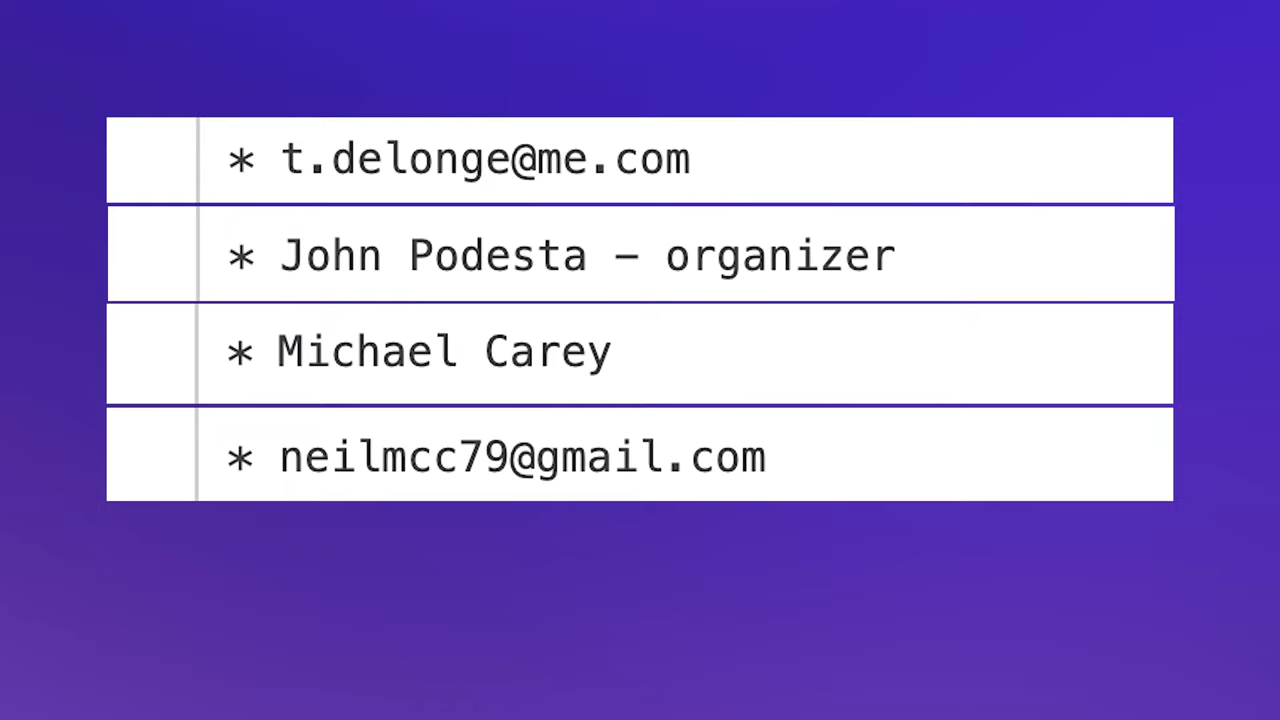 * t.delonge@me.com
* John Podesta – organizer
* Michael Carey
* neilmcc79@gmail.com